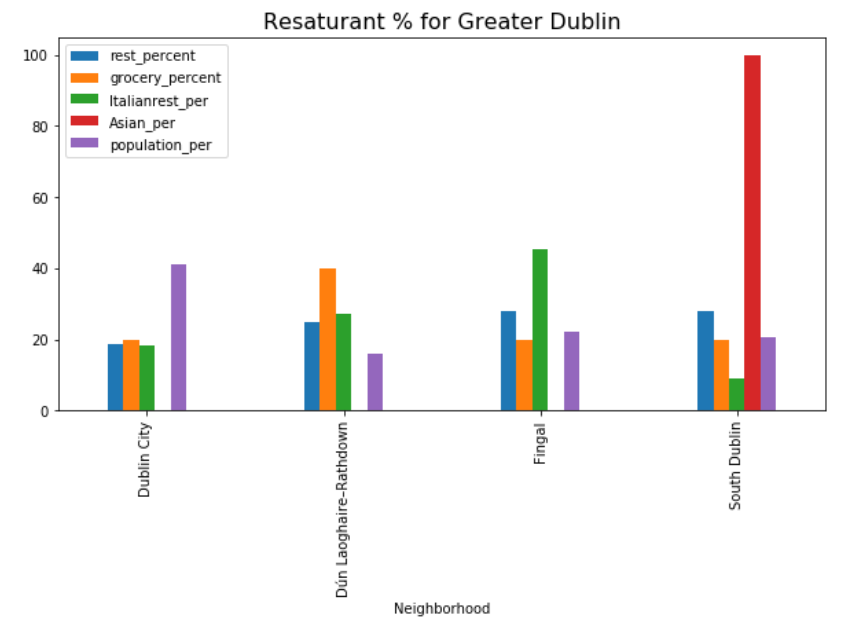 Resaturant % for Greater Dublin
100
80
60
40
20
0
rest_percent
grocery_percent
Italianrest_per
Asian_per
population_per
Dublin City
Dún Laoghaire–Rathdown
Fingal
South Dublin
Neighborhood